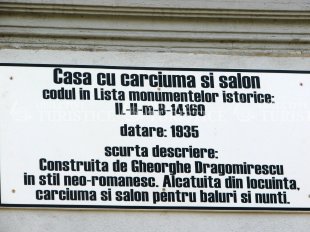 Casa cu carciuma si salon
codul in Lista monumentelor istorice:
IL-II-m-B-14160
datare: 1935
scurta descriere:
Construita de Gheorghe Dragomirescu
in stil neo-romanesc. Alcatuita din locuinta,
carciuma si salon pentru baluri si nunti.